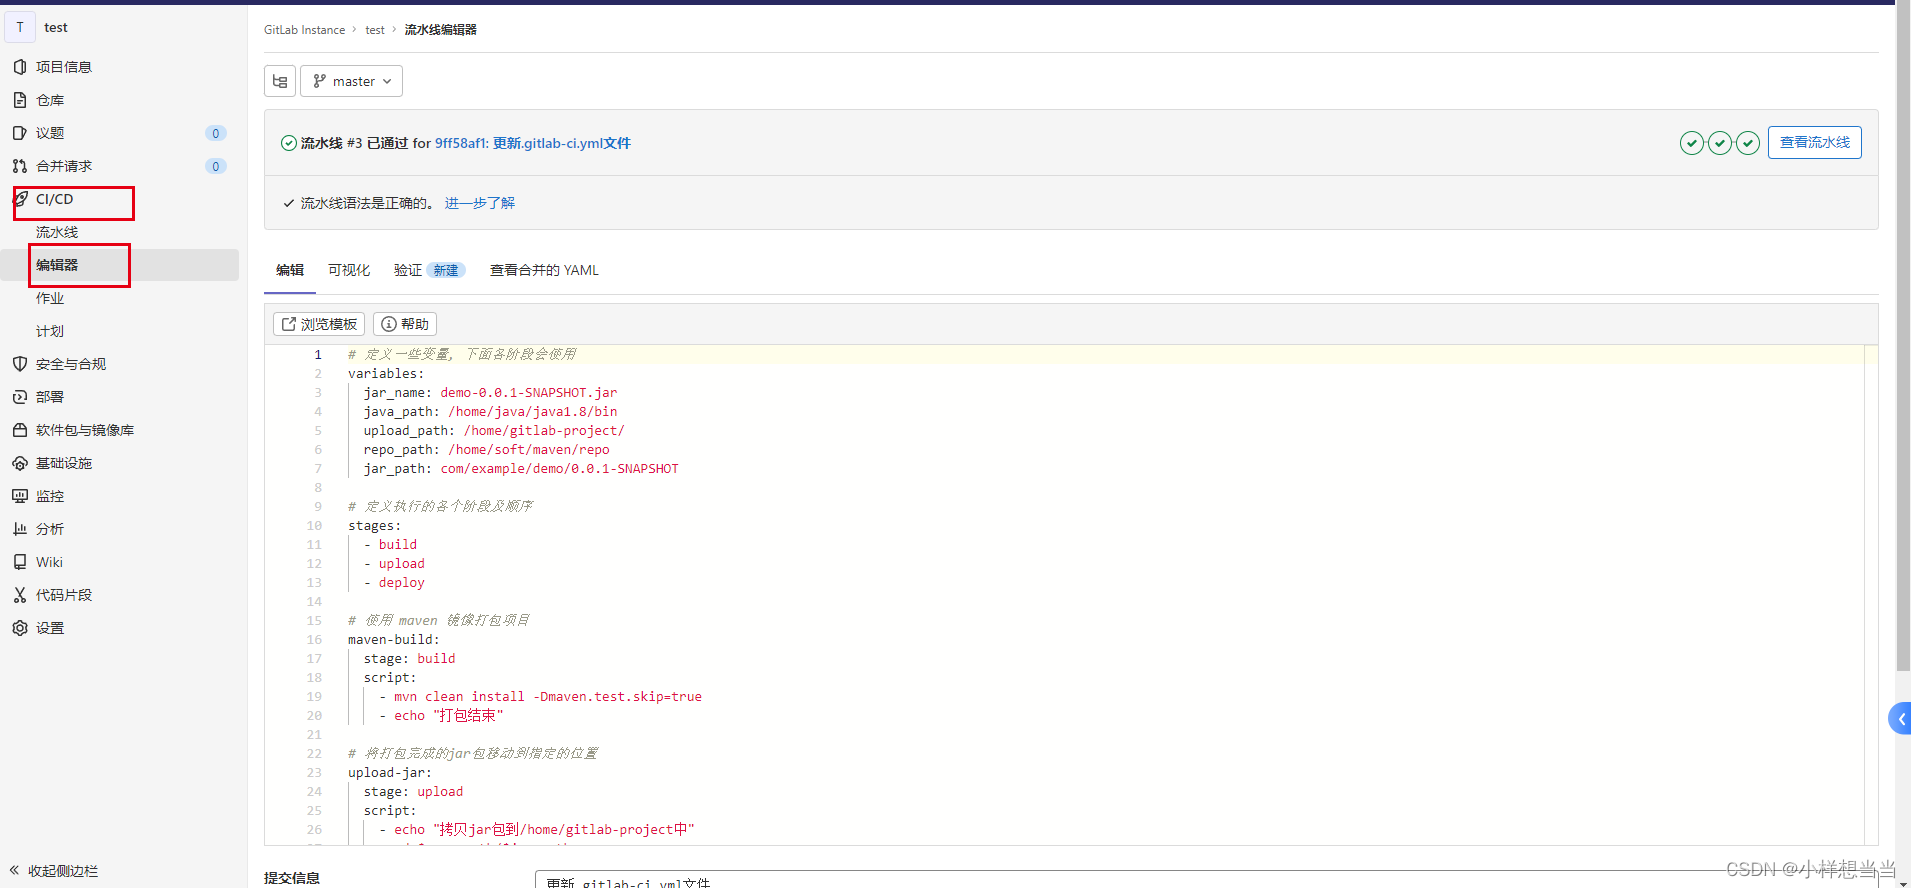 T test
项目信息
仓库
议题 0
合并请求 0
CI/CD
流水线
编辑器
作业
计划
安全与合规
部署
软件包与镜像库
基础设施
监控
分析
Wiki
代码片段
设置
收起侧边栏
GitLab Instance › test › 流水线编辑器
master
流水线 #3 已通过 for 9ff58af1: 更新.gitlab-ci.yml文件
查看流水线
流水线语法是正确的。 进一步了解
编辑 可视化 验证 新建 查看合并的 YAML
浏览模板 帮助
1 # 定义一些变量, 下面各阶段会使用
2 variables:
3 jar_name: demo-0.0.1-SNAPSHOT.jar
4 java_path: /home/java/java1.8/bin
5 upload_path: /home/gitlab-project/
6 repo_path: /home/soft/maven/repo
7 jar_path: com/example/demo/0.0.1-SNAPSHOT
8
9 # 定义执行的各个阶段及顺序
10 stages:
11 - build
12 - upload
13 - deploy
14
15 # 使用 maven 镜像打包项目
16 maven-build:
17 stage: build
18 script:
19 - mvn clean install -Dmaven.test.skip=true
20 - echo "打包结束"
21
22 # 将打包完成的jar包移动到指定的位置
23 upload-jar:
24 stage: upload
25 script:
26 - echo "拷贝jar包到/home/gitlab-project中"
提交信息
更新.gitlab-ci.yml文件
CSDN @小样想当当